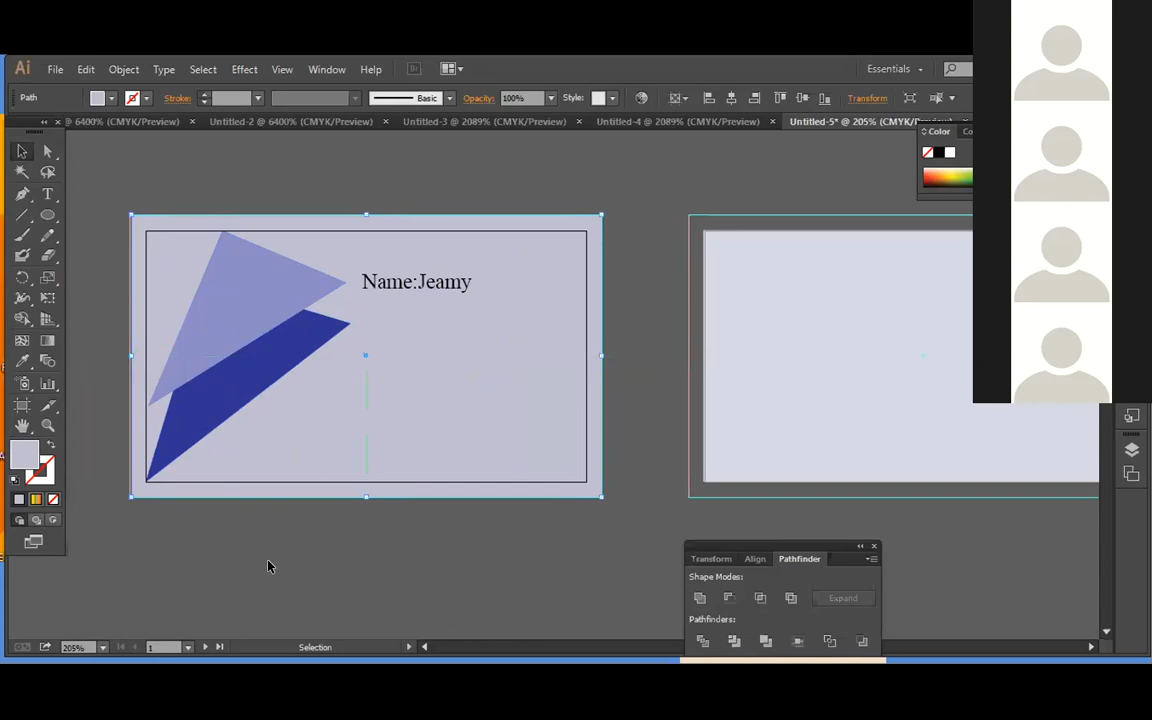 Ai File Edit Object Type Select Effect View Window Help Br Essentials
Path Stroke: Basic Opacity: 100% Style: Transform
@ 6400% (CMYK/Preview) × Untitled-2 @ 6400% (CMYK/Preview) × Untitled-3 @ 2089% (CMYK/Preview) × Untitled-4 @ 2089% (CMYK/Preview) × Untitled-5* @ 205% (CMYK/Preview)
Color Co
Name:Jeamy
Transform Align Pathfinder
Shape Modes:
Expand
Pathfinders:
205% 1 Selection